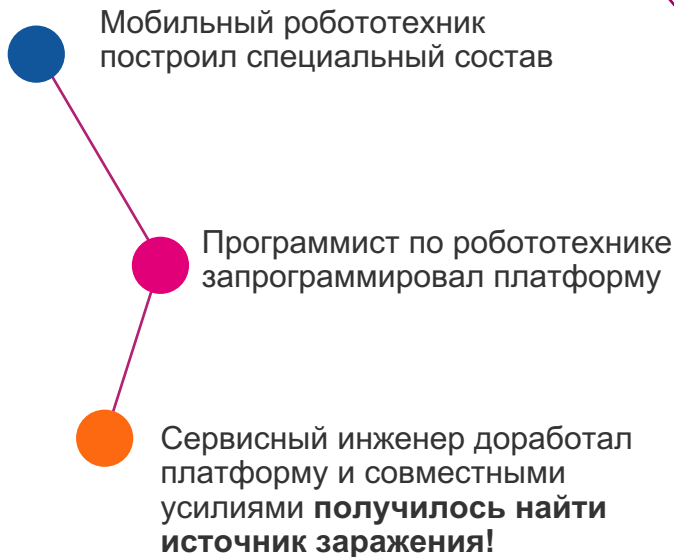 Мобильный робототехник
построил специальный состав
Программист по робототехнике
запрограммировал платформу
Сервисный инженер доработал
платформу и совместными
усилиями получилось найти
источник заражения!